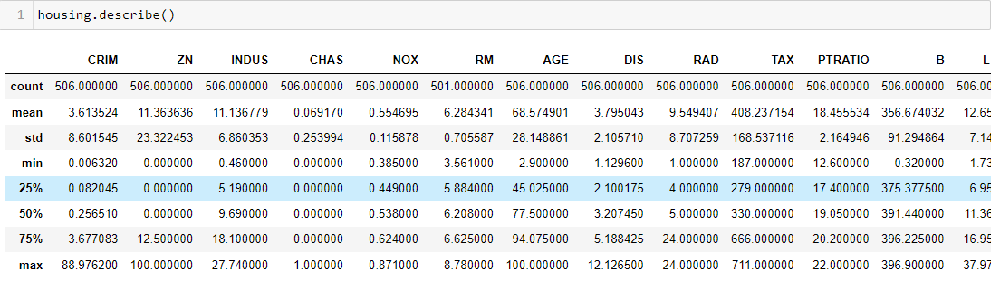 1 housing.describe()
CRIM ZN INDUS CHAS NOX RM AGE DIS RAD TAX PTRATIO B L
count 506.000000 506.000000 506.000000 506.000000 506.000000 501.000000 506.000000 506.000000 506.000000 506.000000 506.000000 506.000000 506.00
mean 3.613524 11.363636 11.136779 0.069170 0.554695 6.284341 68.574901 3.795043 9.549407 408.237154 18.455534 356.674032 12.65
std 8.601545 23.322453 6.860353 0.253994 0.115878 0.705587 28.148861 2.105710 8.707259 168.537116 2.164946 91.294864 7.14
min 0.006320 0.000000 0.460000 0.000000 0.385000 3.561000 2.900000 1.129600 1.000000 187.000000 12.600000 0.320000 1.73
25% 0.082045 0.000000 5.190000 0.000000 0.449000 5.884000 45.025000 2.100175 4.000000 279.000000 17.400000 375.377500 6.95
50% 0.256510 0.000000 9.690000 0.000000 0.538000 6.208000 77.500000 3.207450 5.000000 330.000000 19.050000 391.440000 11.36
75% 3.677083 12.500000 18.100000 0.000000 0.624000 6.625000 94.075000 5.188425 24.000000 666.000000 20.200000 396.225000 16.95
max 88.976200 100.000000 27.740000 1.000000 0.871000 8.780000 100.000000 12.126500 24.000000 711.000000 22.000000 396.900000 37.97